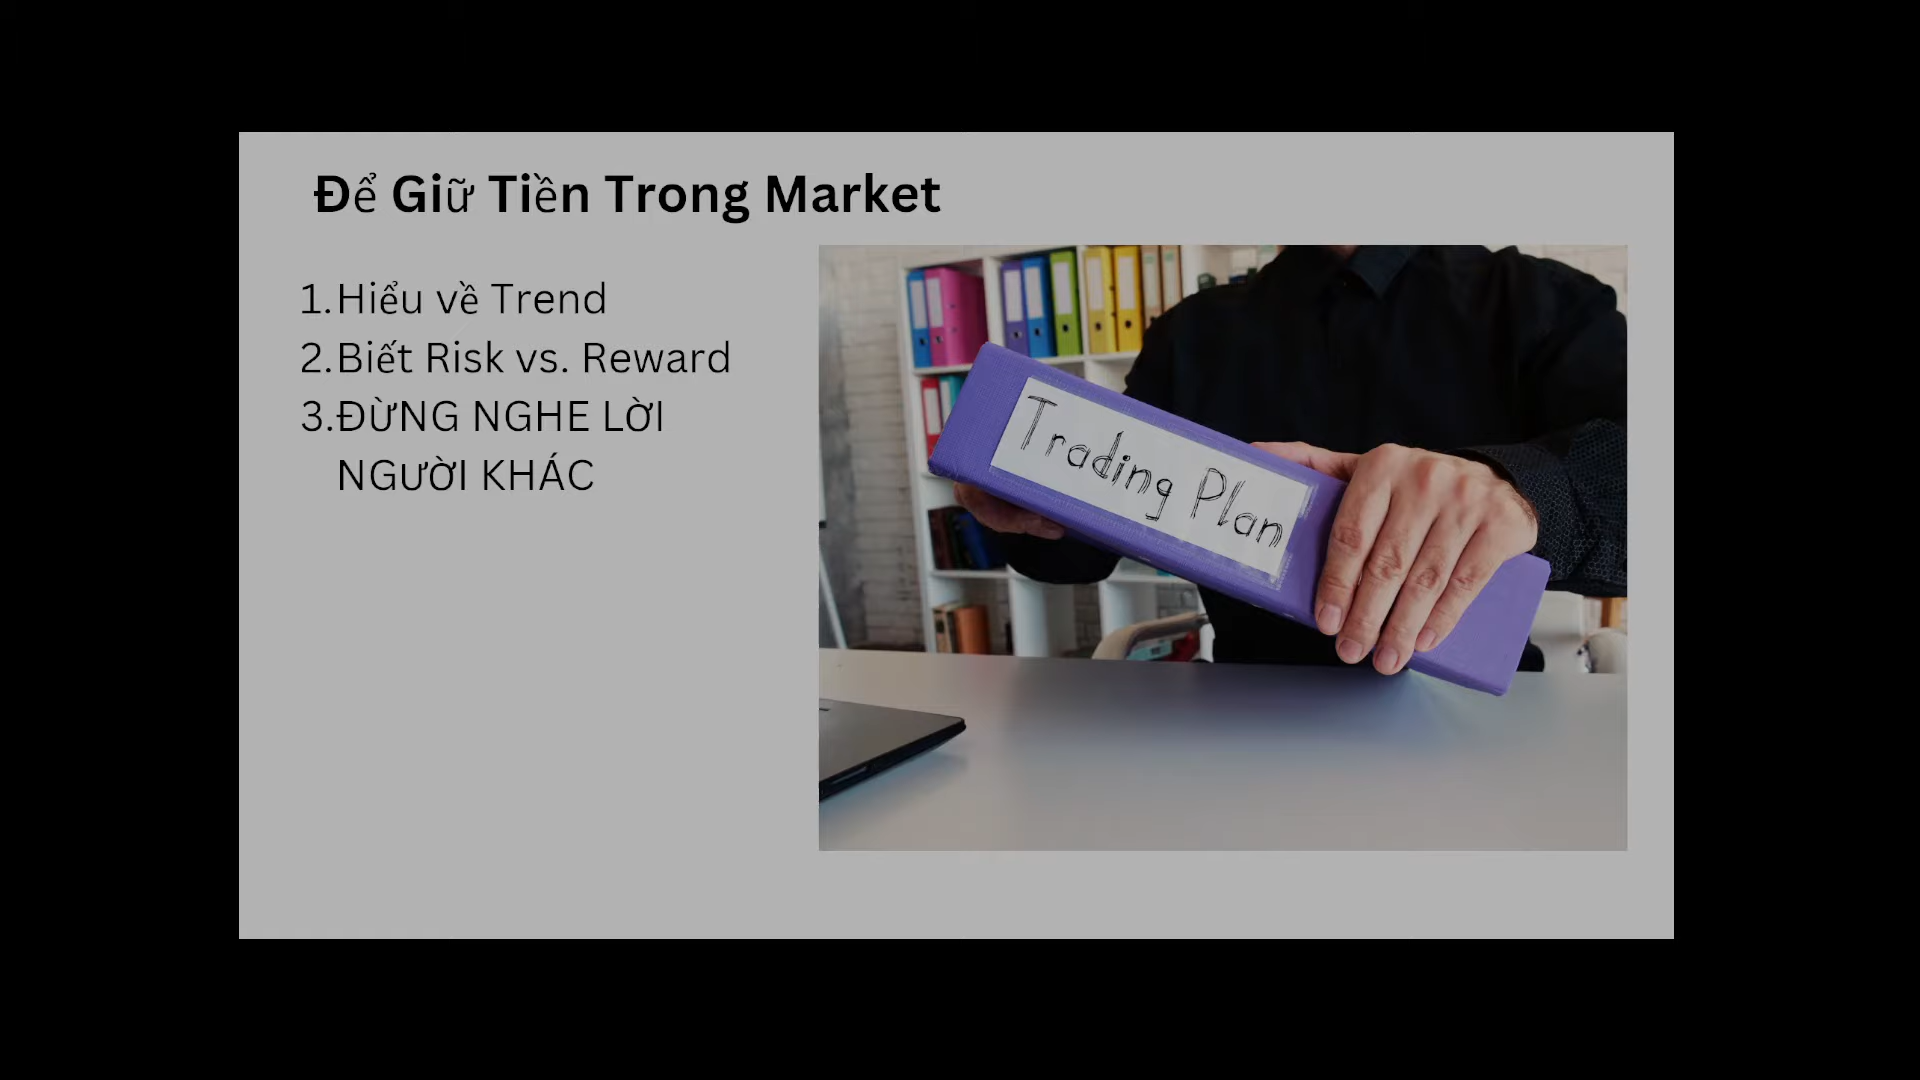 Để Giữ Tiền Trong Market
1.Hiểu về Trend
2.Biết Risk vs. Reward
3.ĐỪNG NGHE LỜI
NGƯỜI KHÁC
Trading Plan